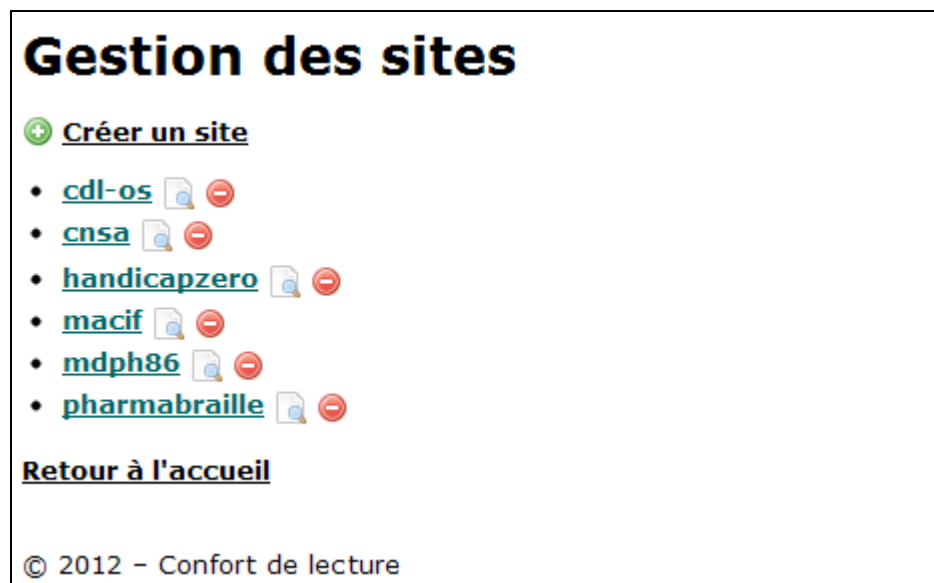 Gestion des sites
Créer un site
cdl-os
cnsa
handicapzero
macif
mdph86
pharmabraille
Retour à l'accueil
© 2012 – Confort de lecture